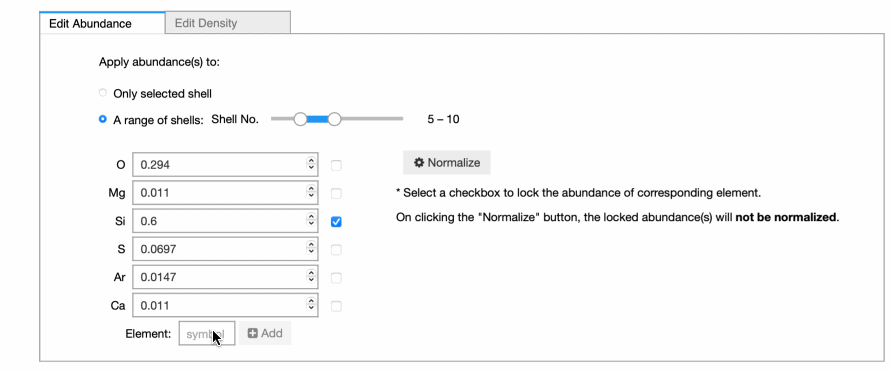 Edit Abundance
Edit Density
Apply abundance(s) to:
Only selected shell
A range of shells: Shell No. 5 – 10
O 0.294
Normalize
Mg 0.011
* Select a checkbox to lock the abundance of corresponding element.
Si 0.6
On clicking the "Normalize" button, the locked abundance(s) will not be normalized.
S 0.0697
Ar 0.0147
Ca 0.011
Element: symbol Add